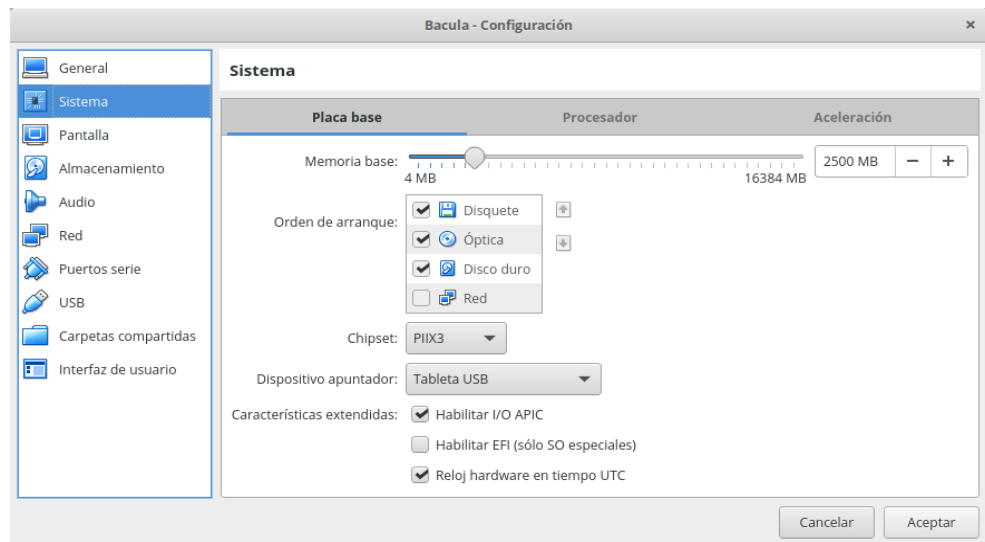 Bacula - Configuración
General
Sistema
Pantalla
Almacenamiento
Audio
Red
Puertos serie
USB
Carpetas compartidas
Interfaz de usuario
Sistema
Placa base Procesador Aceleración
Memoria base: 2500 MB
4 MB 16384 MB
Orden de arranque: Disquete
Óptica
Disco duro
Red
Chipset: PIIX3
Dispositivo apuntador: Tableta USB
Características extendidas: Habilitar I/O APIC
Habilitar EFI (sólo SO especiales)
Reloj hardware en tiempo UTC
Cancelar Aceptar